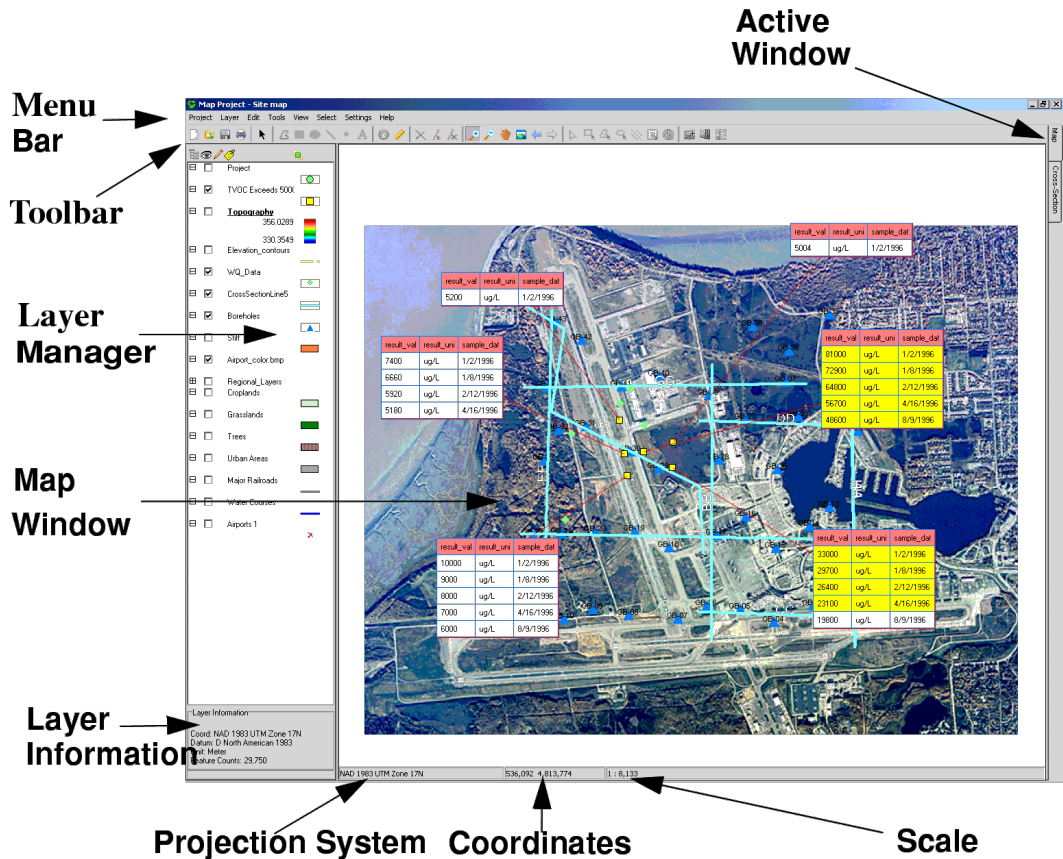 Active
Window
Menu
Bar
Toolbar
Layer
Manager
Map
Window
Layer
Information
Projection System
Coordinates
Scale
Map Project - Site map
Project Layer Edit Tools View Select Settings Help
Map
Cross-Section
Project
TVOC Exceeds 500(
Topography
356.0289
330.3549
Elevation_contours
WQ_Data
CrossSectionLine5
Boreholes
Stiff
Airport_color.bmp
Regional_Layers
Croplands
Grasslands
Trees
Urban Areas
Major Railroads
Water Courses
Airports 1
Layer Information
Coord: NAD 1983 UTM Zone 17N
Datum: D North American 1983
Unit: Meter
Feature Counts: 29,750
result_val result_uni sample_dat
5004 ug/L 1/2/1996
result_val result_uni sample_dat
5200 ug/L 1/2/1996
result_val result_uni sample_dat
7400 ug/L 1/2/1996
6660 ug/L 1/8/1996
5920 ug/L 2/12/1996
5180 ug/L 4/16/1996
result_val result_uni sample_dat
81000 ug/L 1/2/1996
72900 ug/L 1/8/1996
64800 ug/L 2/12/1996
56700 ug/L 4/16/1996
48600 ug/L 8/9/1996
result_val result_uni sample_dat
10000 ug/L 1/2/1996
9000 ug/L 1/8/1996
8000 ug/L 2/12/1996
7000 ug/L 4/16/1996
6000 ug/L 8/9/1996
result_val result_uni sample_dat
33000 ug/L 1/2/1996
29700 ug/L 1/8/1996
26400 ug/L 2/12/1996
23100 ug/L 4/16/1996
19800 ug/L 8/9/1996
DD
GB-19
GB-07
GB-05
GB-04
NAD 1983 UTM Zone 17N
536,092 4,813,774
1 : 8,133